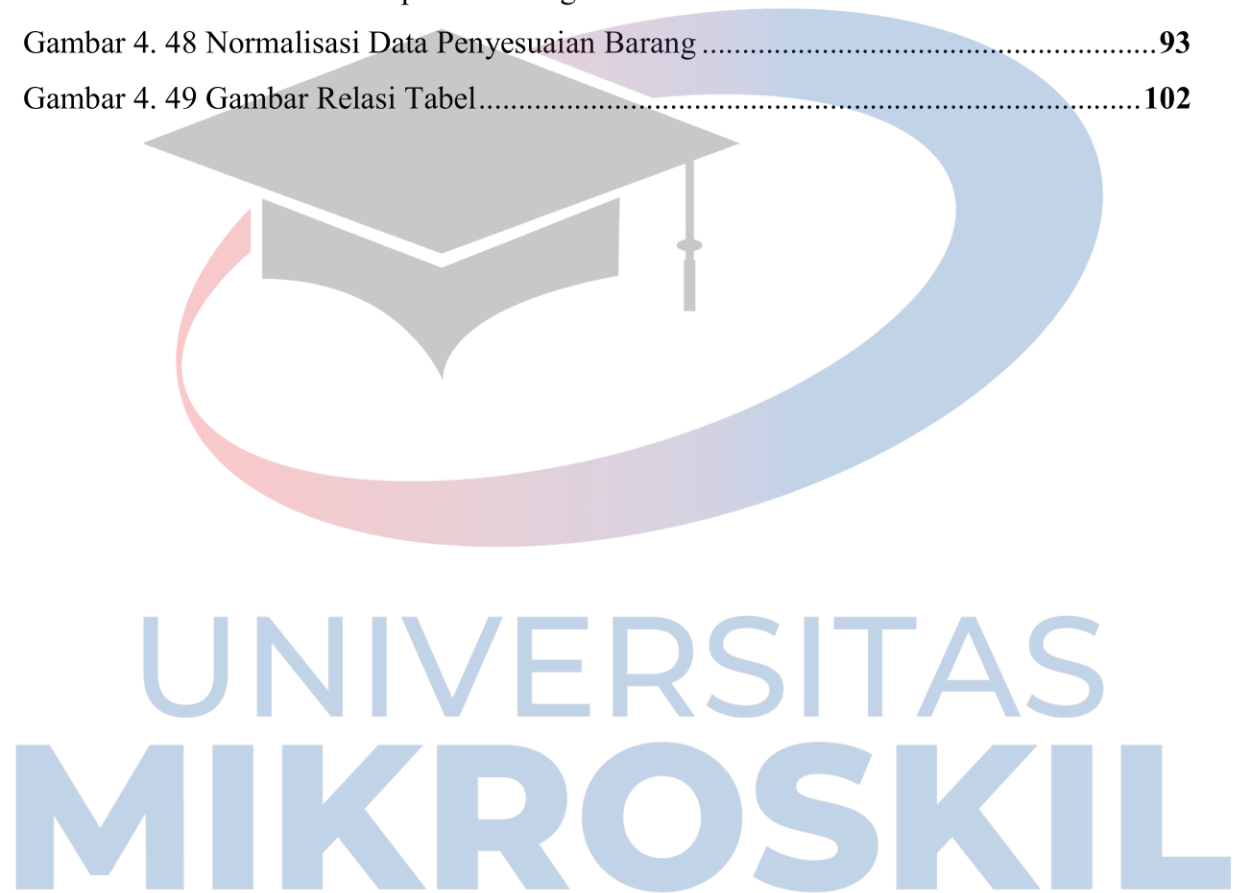 Gambar 4. 48 Normalisasi Data Penyesuaian Barang ........................................................93
Gambar 4. 49 Gambar Relasi Tabel..................................................................................102
UNIVERSITAS
MIKROSKIL